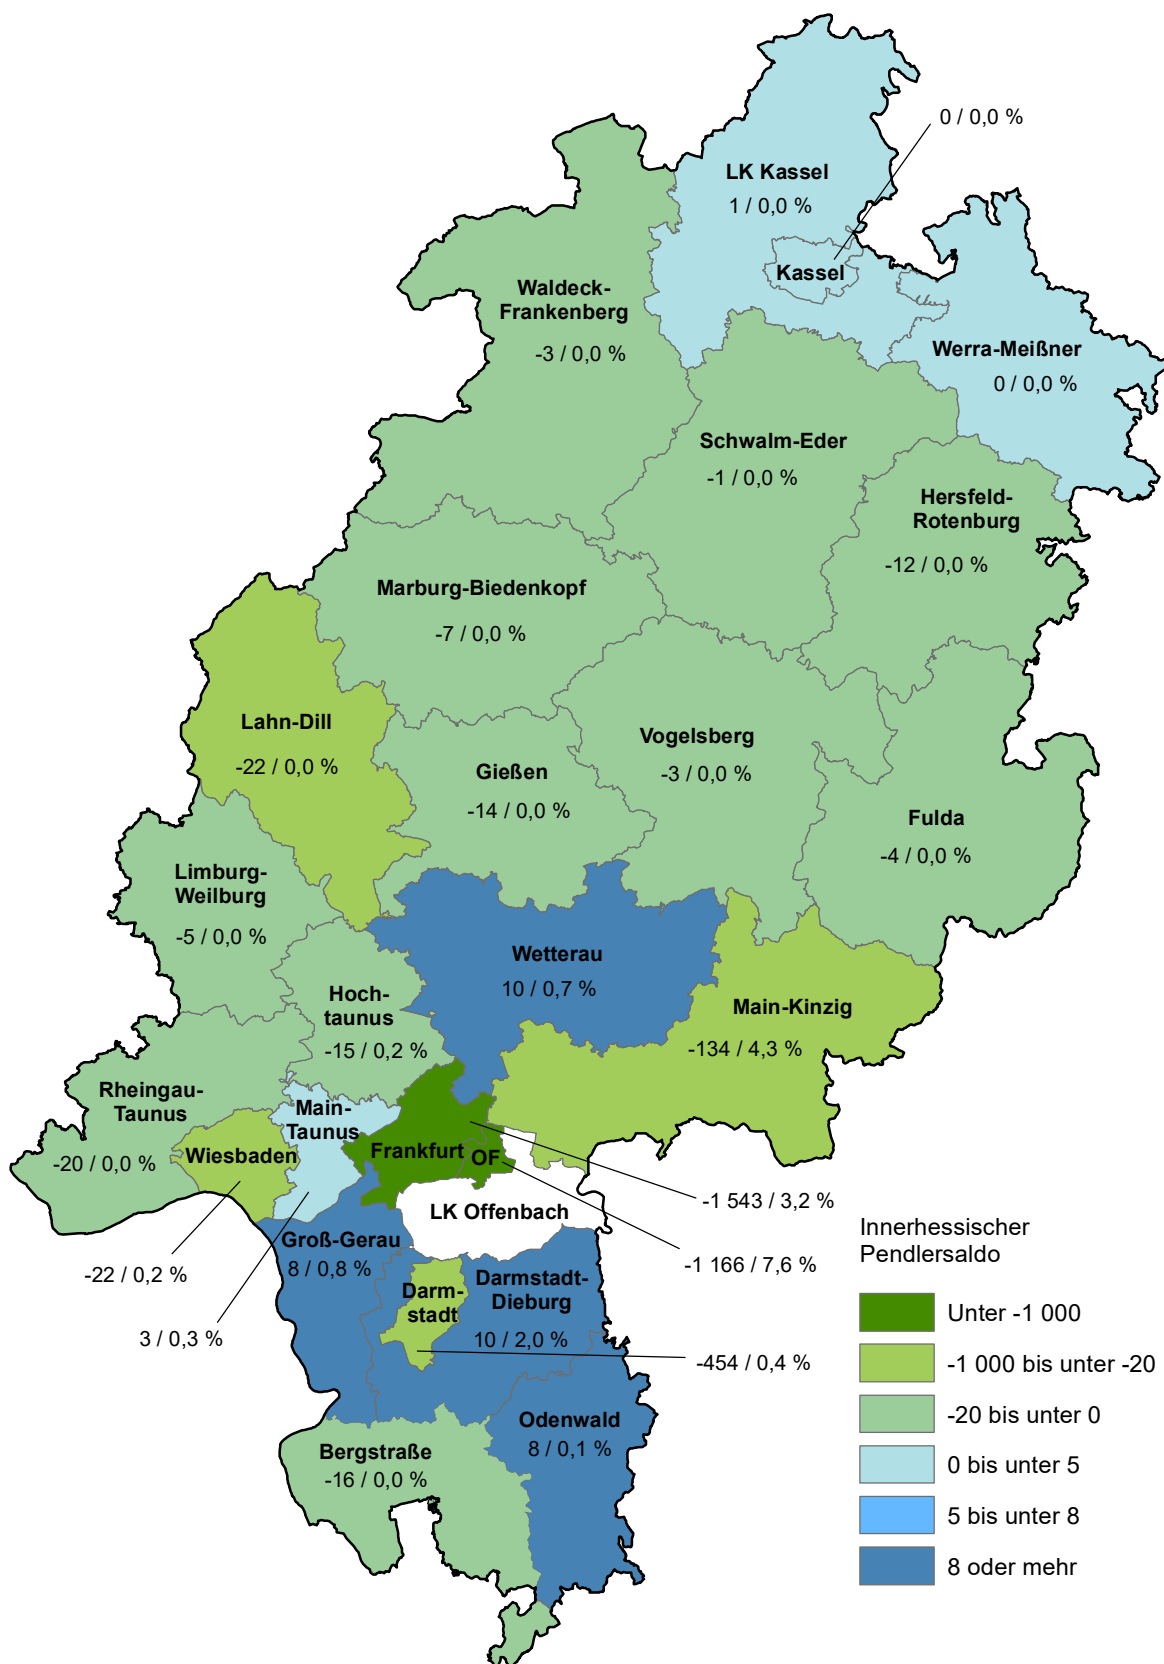 0 / 0,0 %
LK Kassel
1 / 0,0 %
Kassel
Waldeck-
Frankenberg
-3 / 0,0 %
Werra-Meißner
0 / 0,0 %
Schwalm-Eder
-1 / 0,0 %
Hersfeld-
Rotenburg
-12 / 0,0 %
Marburg-Biedenkopf
-7 / 0,0 %
Lahn-Dill
-22 / 0,0 %
Vogelsberg
-3 / 0,0 %
Gießen
-14 / 0,0 %
Fulda
-4 / 0,0 %
Limburg-
Weilburg
-5 / 0,0 %
Wetterau
10 / 0,7 %
Hoch-
taunus
-15 / 0,2 %
Main-Kinzig
-134 / 4,3 %
Rheingau-
Taunus
-20 / 0,0 %
Main-
Taunus
Wiesbaden
Frankfurt
OF
-1 543 / 3,2 %
LK Offenbach
-1 166 / 7,6 %
Groß-Gerau
8 / 0,8 %
-22 / 0,2 %
3 / 0,3 %
Darm-
stadt
Darmstadt-
Dieburg
10 / 2,0 %
-454 / 0,4 %
Odenwald
8 / 0,1 %
Bergstraße
-16 / 0,0 %
Innerhessischer
Pendlersaldo
Unter -1 000
-1 000 bis unter -20
-20 bis unter 0
0 bis unter 5
5 bis unter 8
8 oder mehr